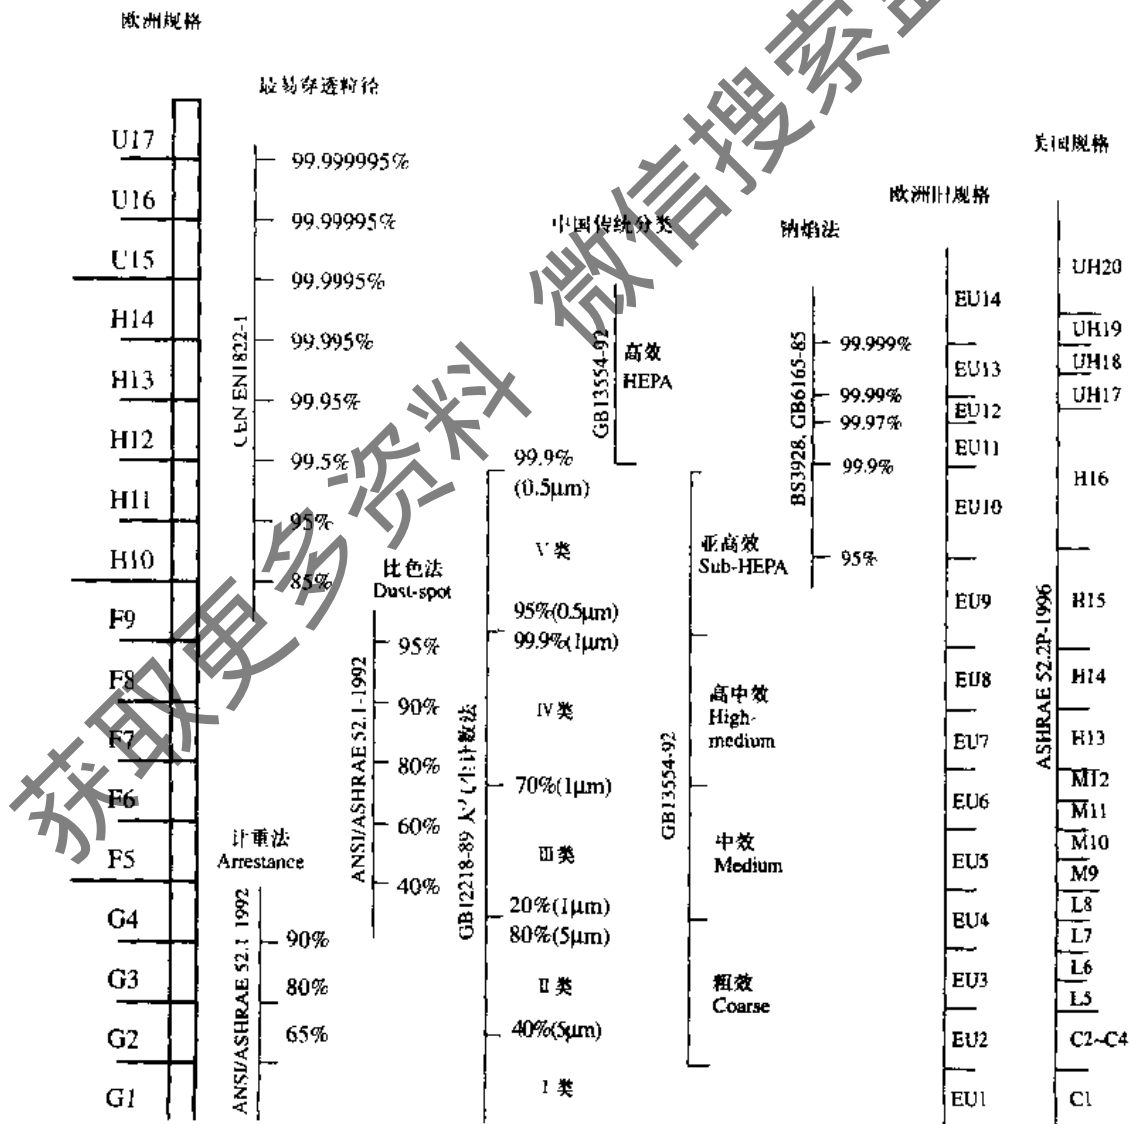 欧洲规格
最易穿透粒径
U17
U16
U15
H14
H13
H12
H11
H10
F9
F8
F7
F6
F5
G4
G3
G2
G1
CEN EN1822-1
99.999995%
99.99995%
99.9995%
99.995%
99.95%
99.5%
95%
85%
计重法
Arrestance
ANSI/ASHRAE 52.1 1992
90%
80%
65%
比色法
Dust-spot
ANSI/ASHRAE 52.1-1992
95%
90%
80%
60%
40%
中国传统分类
GB13554-92
高效
HEPA
99.9%
(0.5μm)
GB12218-89 大气尘计数法
V 类
95%(0.5μm)
99.9%(1μm)
IV 类
70%(1μm)
III 类
20%(1μm)
80%(5μm)
II 类
40%(5μm)
I 类
GB13554-92
亚高效
Sub-HEPA
高中效
High-
medium
中效
Medium
粗效
Coarse
钠焰法
BS3928, GB6165-85
99.999%
99.99%
99.97%
99.9%
95%
欧洲旧规格
EU14
EU13
EU12
EU11
EU10
EU9
EU8
EU7
EU6
EU5
EU4
EU3
EU2
EU1
美国规格
ASHRAE 52.2P-1996
UH20
UH19
UH18
UH17
H16
H15
H14
H13
M12
M11
M10
M9
L8
L7
L6
L5
C2~C4
C1
获取更多资料 微信搜索